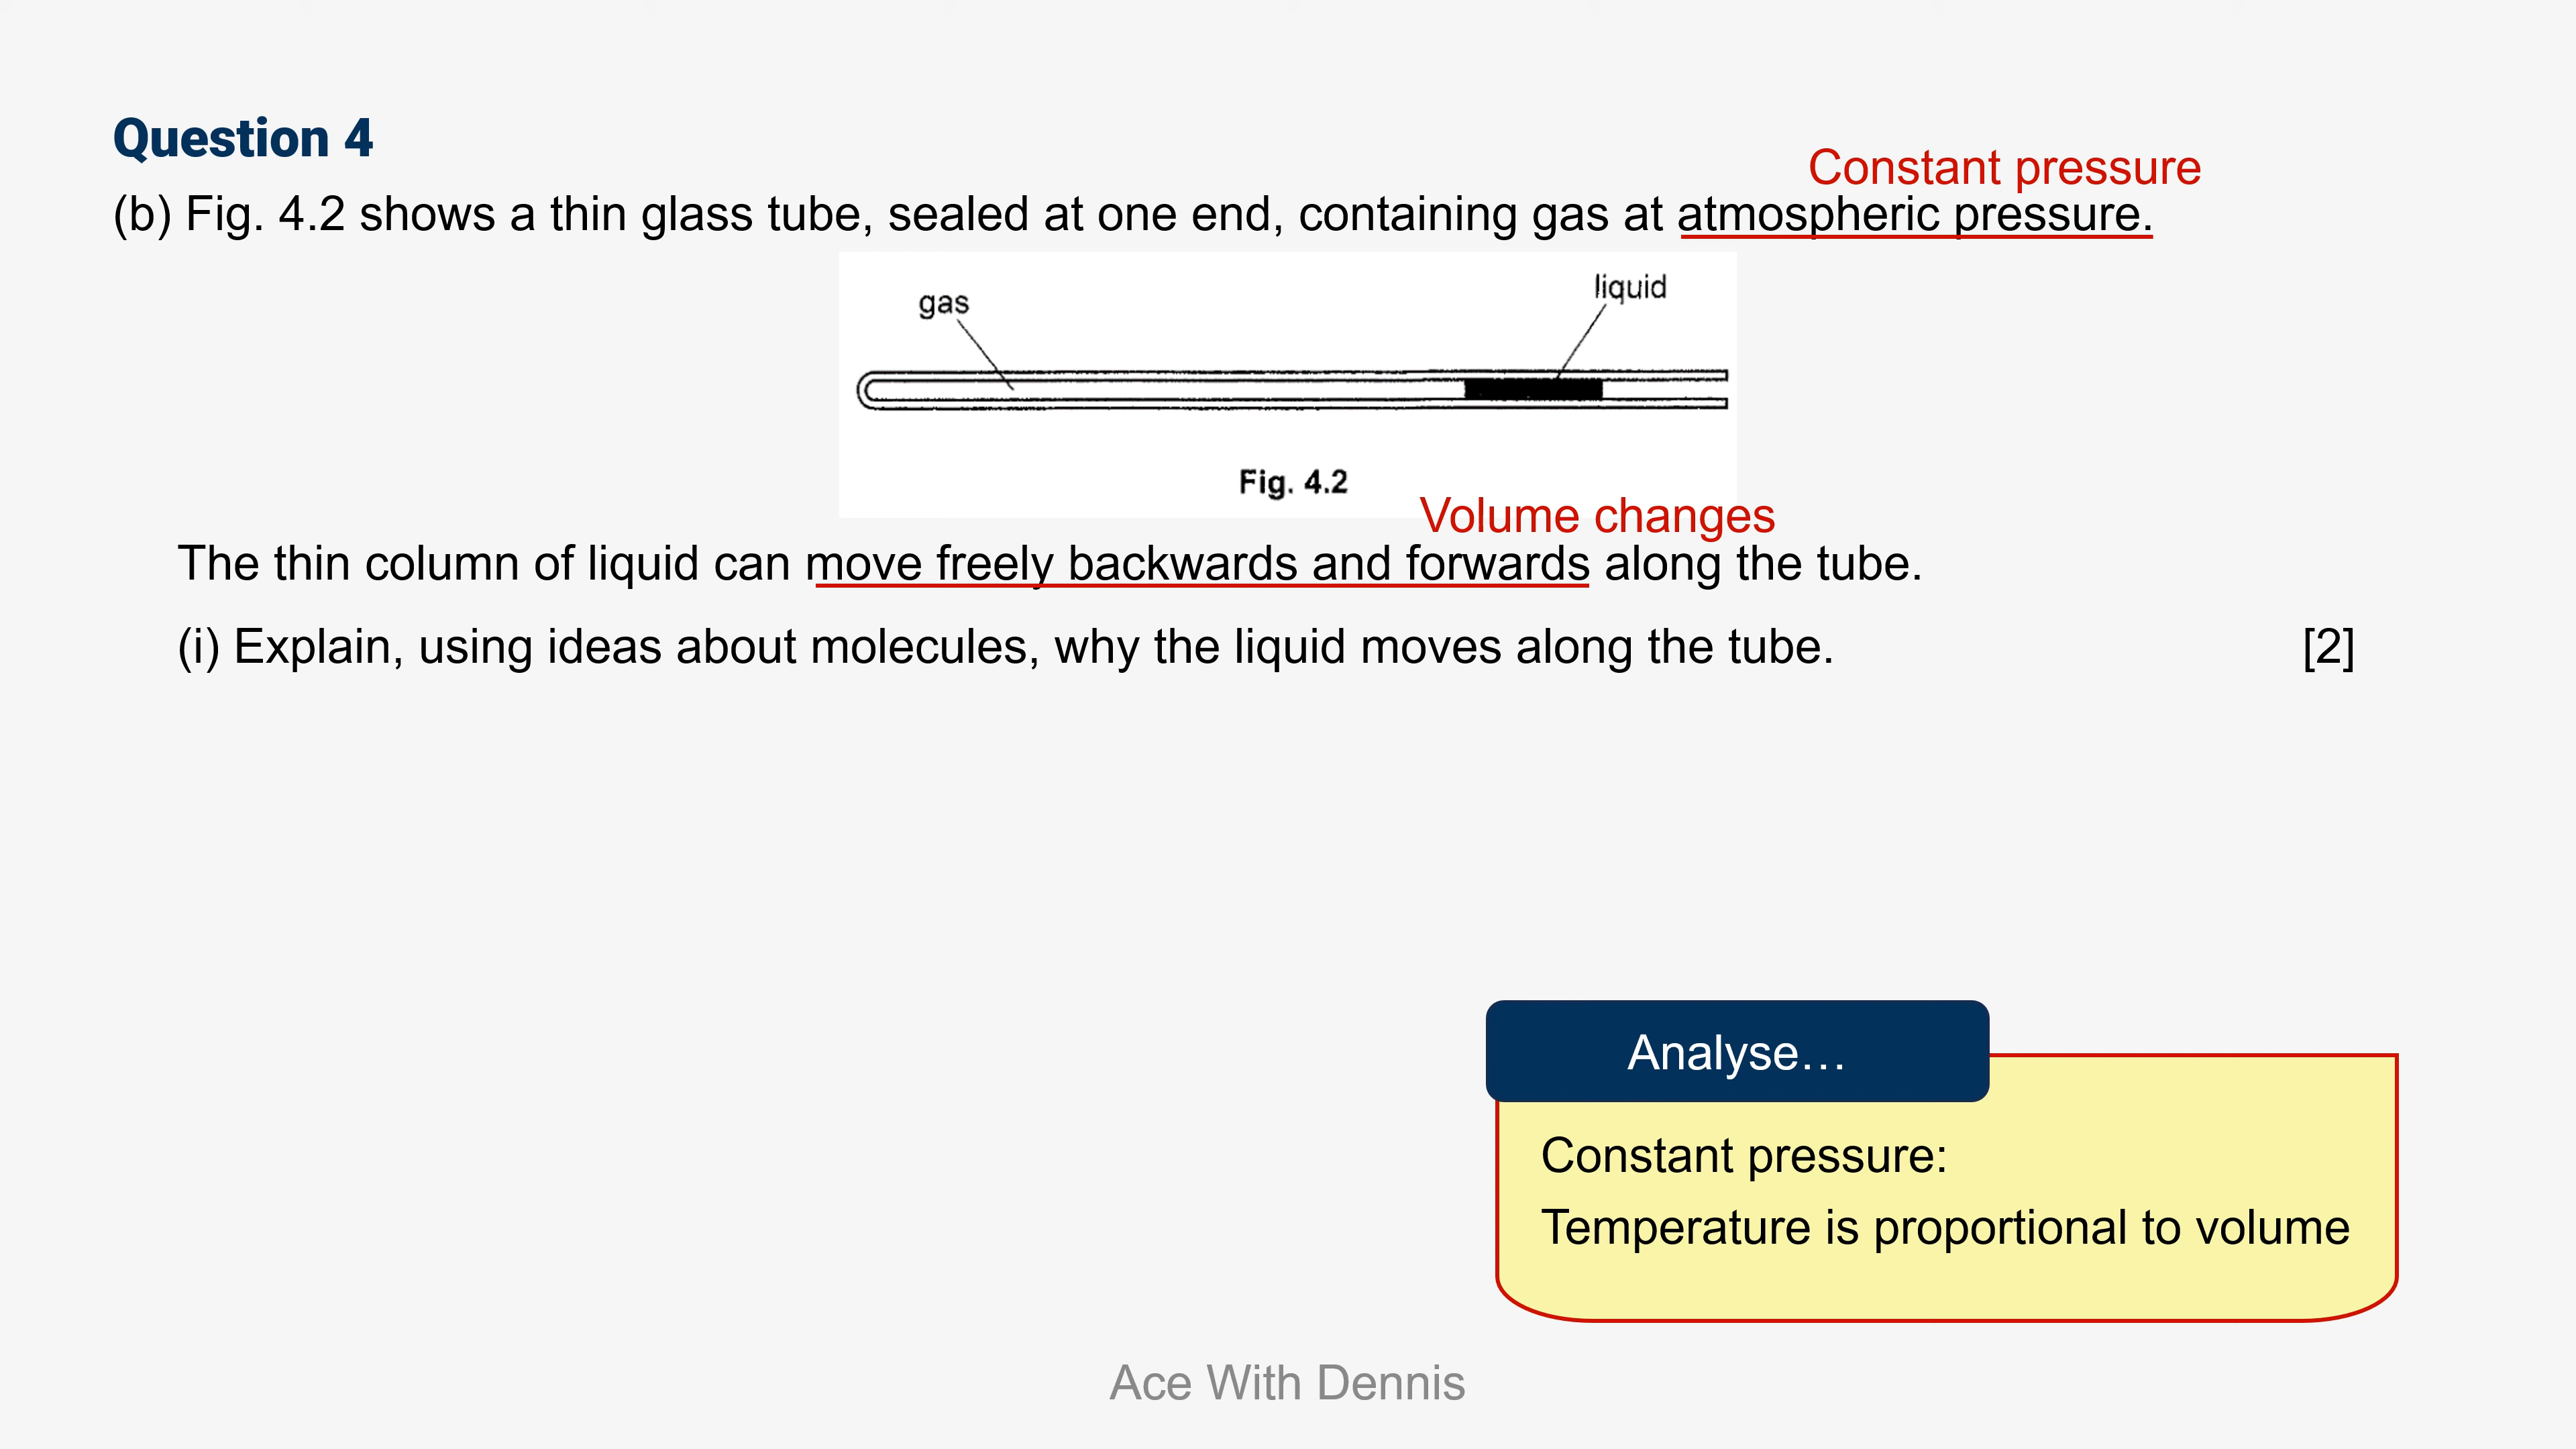 Question 4
Constant pressure
(b) Fig. 4.2 shows a thin glass tube, sealed at one end, containing gas at atmospheric pressure.
liquid
gas
Fig. 4.2
Volume changes
The thin column of liquid can move freely backwards and forwards along the tube.
(i) Explain, using ideas about molecules, why the liquid moves along the tube. [2]
Analyse…
Constant pressure:
Temperature is proportional to volume
Ace With Dennis